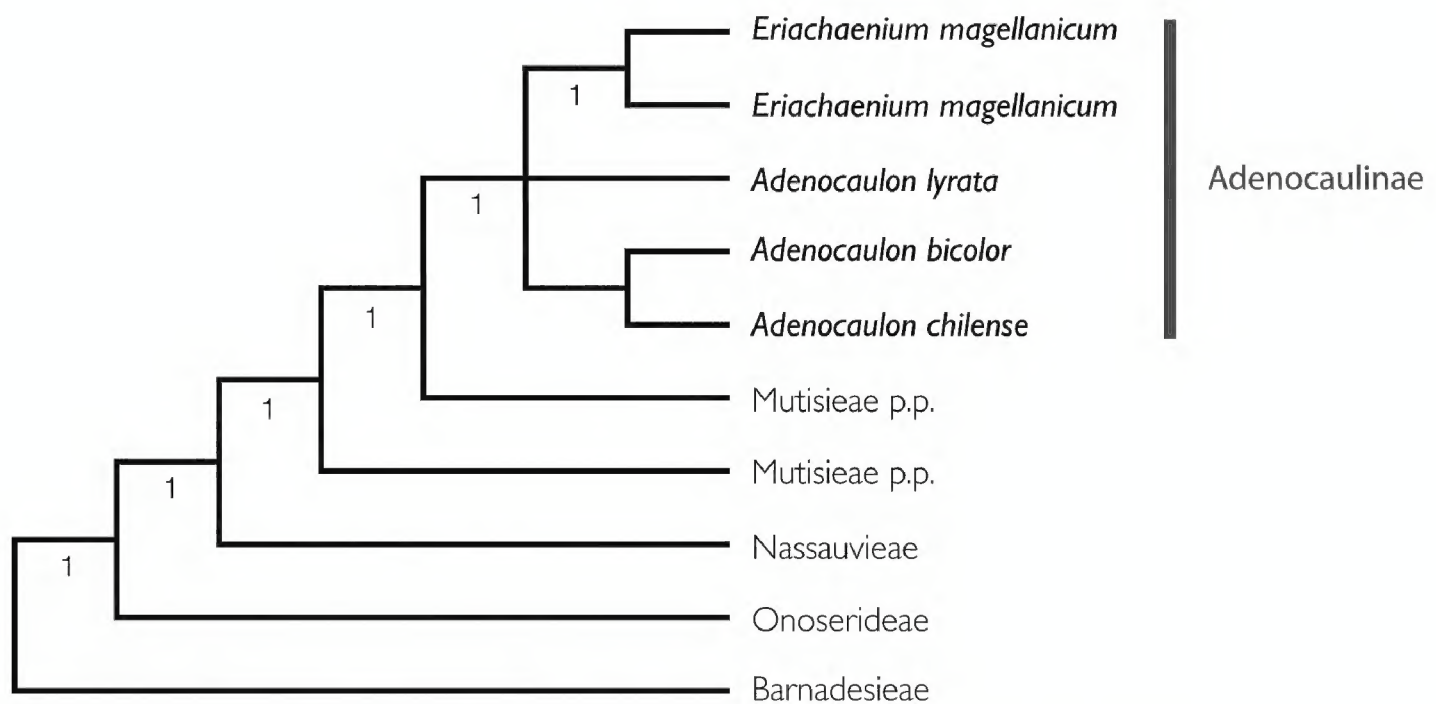 Eriachaenium magellanicum
1
Eriachaenium magellanicum
Adenocaulon lyrata
Adenocaulinae
1
Adenocaulon bicolor
1
Adenocaulon chilense
1
Mutisieae p.p.
1
Mutisieae p.p.
Nassauvieae
1
Onoserideae
Barnadesieae